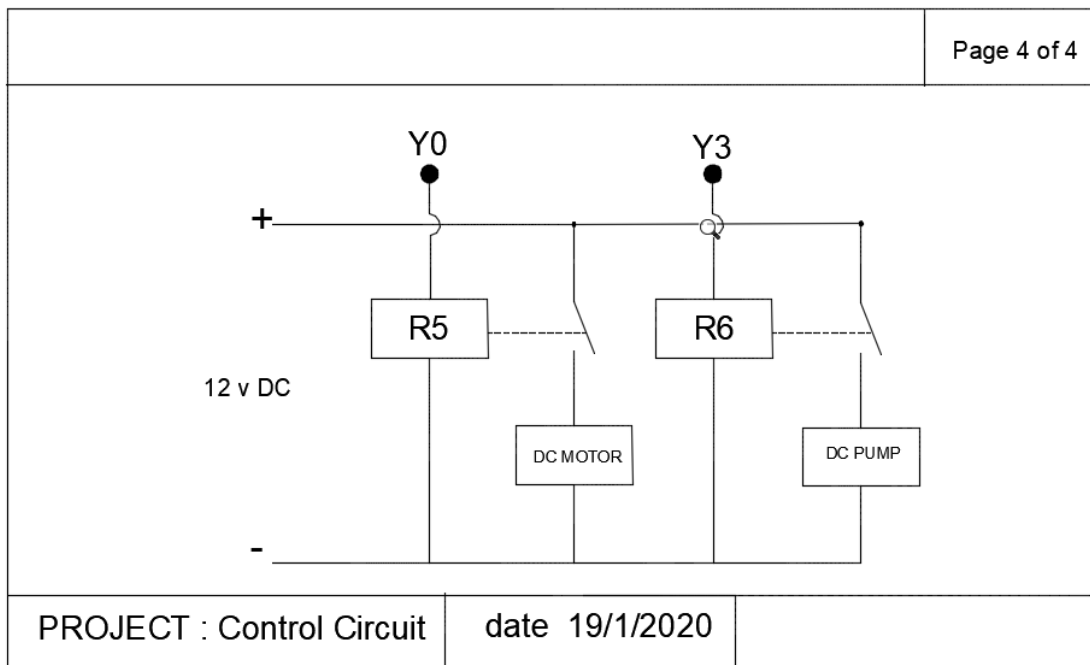 Page 4 of 4
Y0 Y3
+
R5 R6
12 v DC
DC MOTOR DC PUMP
-
PROJECT : Control Circuit date 19/1/2020